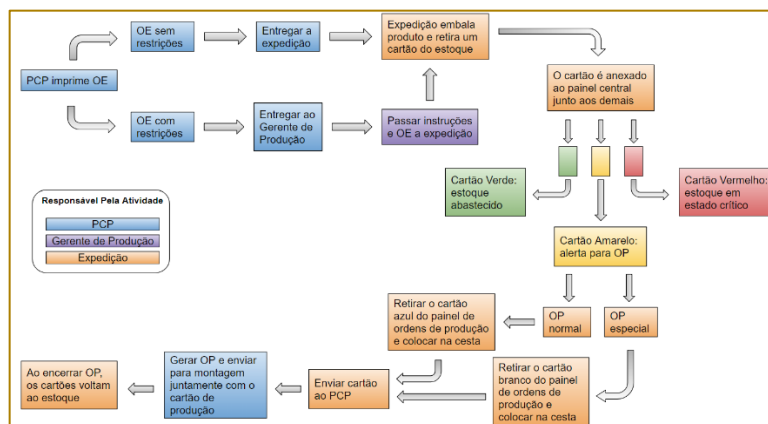 OE sem
restrições
Entregar a
expedição
Expedição embala
produto e retira um
cartão do estoque
PCP imprime OE
O cartão é anexado
ao painel central
junto aos demais
OE com
restrições
Entregar ao
Gerente de
Produção
Passar instruções
e OE a expedição
Cartão Verde:
estoque
abastecido
Cartão Vermelho:
estoque em
estado crítico
Responsável Pela Atividade
PCP
Gerente de Produção
Expedição
Cartão Amarelo:
alerta para OP
Retirar o cartão
azul do painel de
ordens de produção
e colocar na cesta
OP
normal
OP
especial
Ao encerrar OP,
os cartões voltam
ao estoque
Gerar OP e enviar
para montagem
juntamente com o
cartão de
produção
Enviar cartão
ao PCP
Retirar o cartão
branco do painel
de ordens de
produção e
colocar na cesta